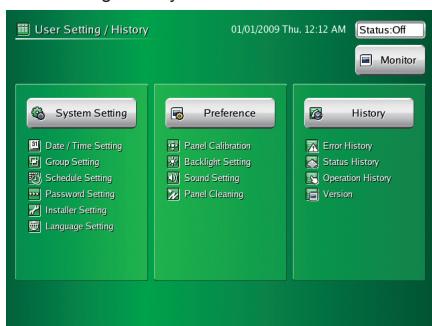 User Setting / History
01/01/2009 Thu. 12:12 AM
Status:Off
Monitor
System Setting
31 Date / Time Setting
Group Setting
Schedule Setting
Password Setting
Installer Setting
Language Setting
Preference
Panel Calibration
Backlight Setting
Sound Setting
Panel Cleaning
History
Error History
Status History
Operation History
Version